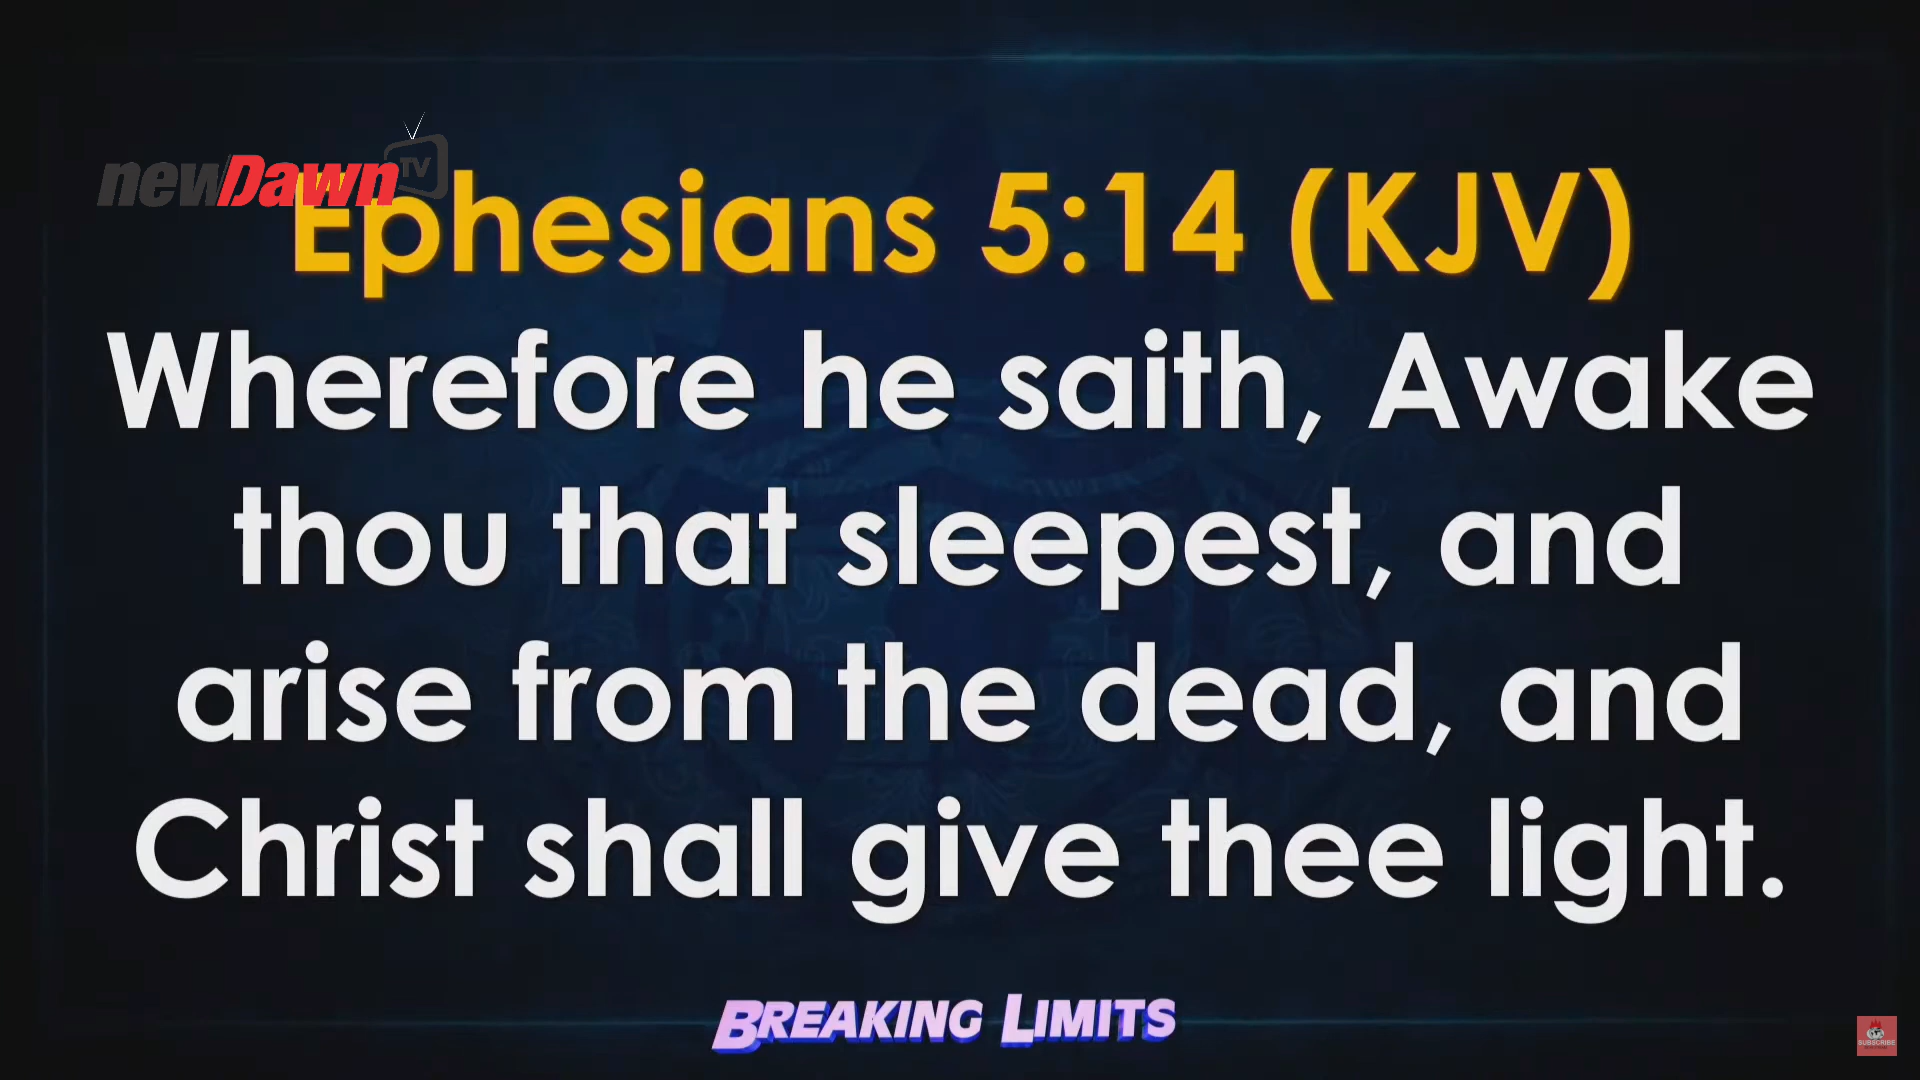 newDawn TV
Ephesians 5:14 (KJV)
Wherefore he saith, Awake
thou that sleepest, and
arise from the dead, and
Christ shall give thee light.
BREAKING LIMITS
SUBSCRIBE